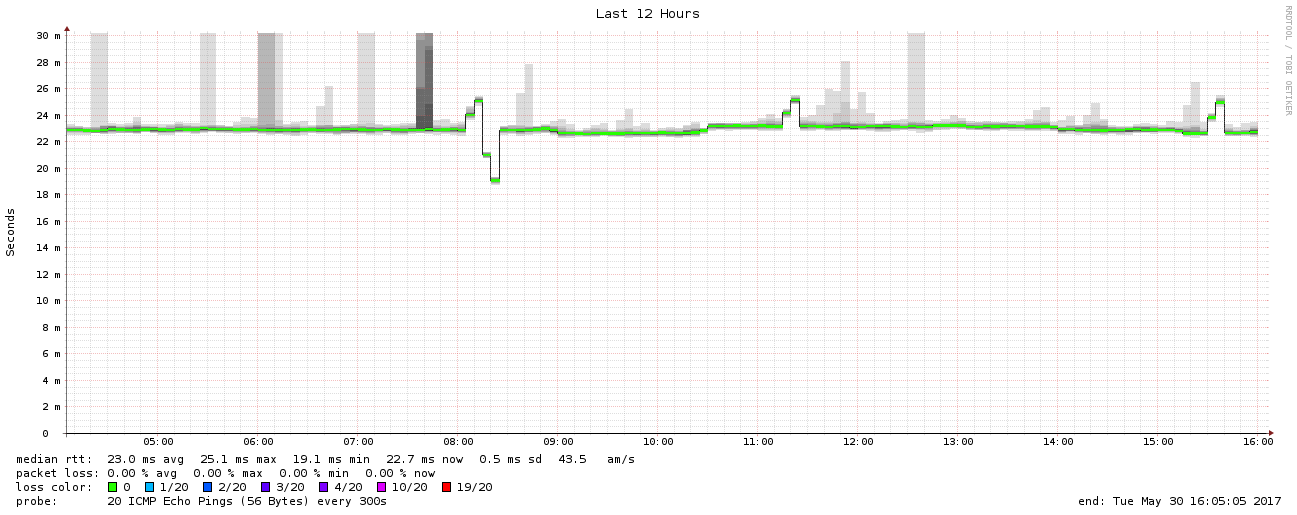 Last 12 Hours
RRDTOOL / TOBI OETIKER
Seconds
30 m
28 m
26 m
24 m
22 m
20 m
18 m
16 m
14 m
12 m
10 m
8 m
6 m
4 m
2 m
0
05:00 06:00 07:00 08:00 09:00 10:00 11:00 12:00 13:00 14:00 15:00 16:00
median rtt: 23.0 ms avg 25.1 ms max 19.1 ms min 22.7 ms now 0.5 ms sd 43.5 am/s
packet loss: 0.00 % avg 0.00 % max 0.00 % min 0.00 % now
loss color: 0 1/20 2/20 3/20 4/20 10/20 19/20
probe: 20 ICMP Echo Pings (56 Bytes) every 300s end: Tue May 30 16:05:05 2017